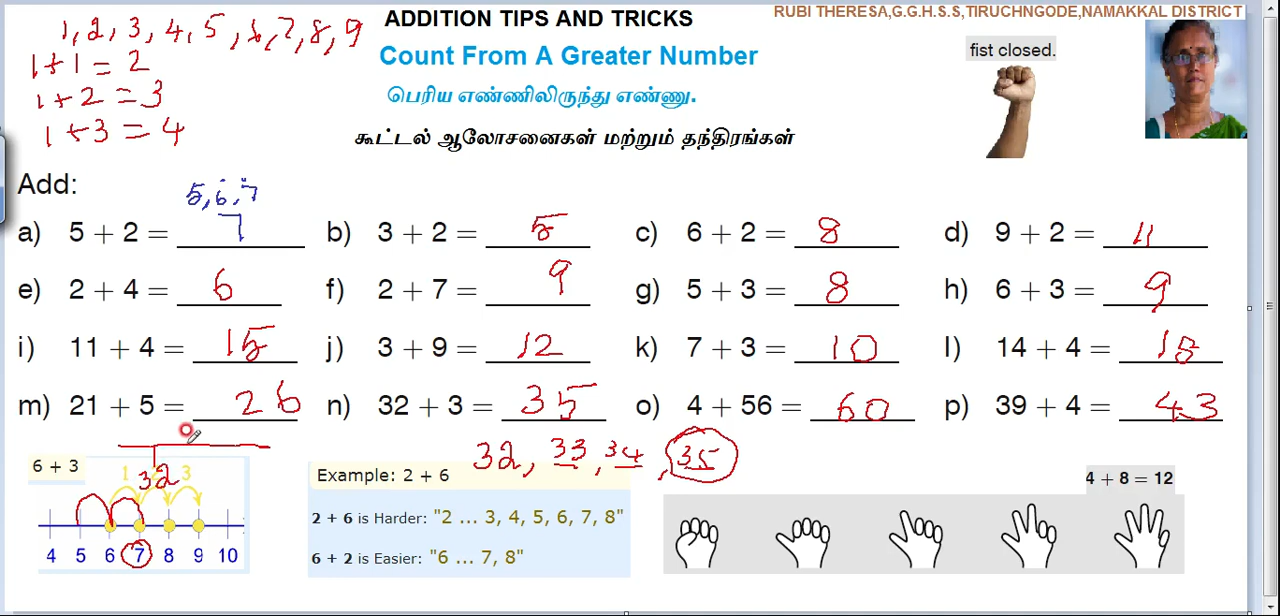 RUBI THERESA,G.G.H.S.S,TIRUCHNGODE,NAMAKKAL DISTRICT
ADDITION TIPS AND TRICKS
1, 2, 3, 4, 5, 6, 7, 8, 9
Count From A Greater Number
fist closed.
1+1 = 2
1+2 = 3
பெரிய எண்ணிலிருந்து எண்ணு.
1+3 = 4
கூட்டல் ஆலோசனைகள் மற்றும் தந்திரங்கள்
Add:
5, 6, 7
a) 5 + 2 = 7 b) 3 + 2 = 5 c) 6 + 2 = 8 d) 9 + 2 = 11
e) 2 + 4 = 6 f) 2 + 7 = 9 g) 5 + 3 = 8 h) 6 + 3 = 9
i) 11 + 4 = 15 j) 3 + 9 = 12 k) 7 + 3 = 10 l) 14 + 4 = 18
m) 21 + 5 = 26 n) 32 + 3 = 35 o) 4 + 56 = 60 p) 39 + 4 = 43
32, 33, 34, 35
6 + 3
1 3
32
Example: 2 + 6
4 + 8 = 12
2 + 6 is Harder: "2 ... 3, 4, 5, 6, 7, 8"
6 + 2 is Easier: "6 ... 7, 8"
4 5 6 7 8 9 10